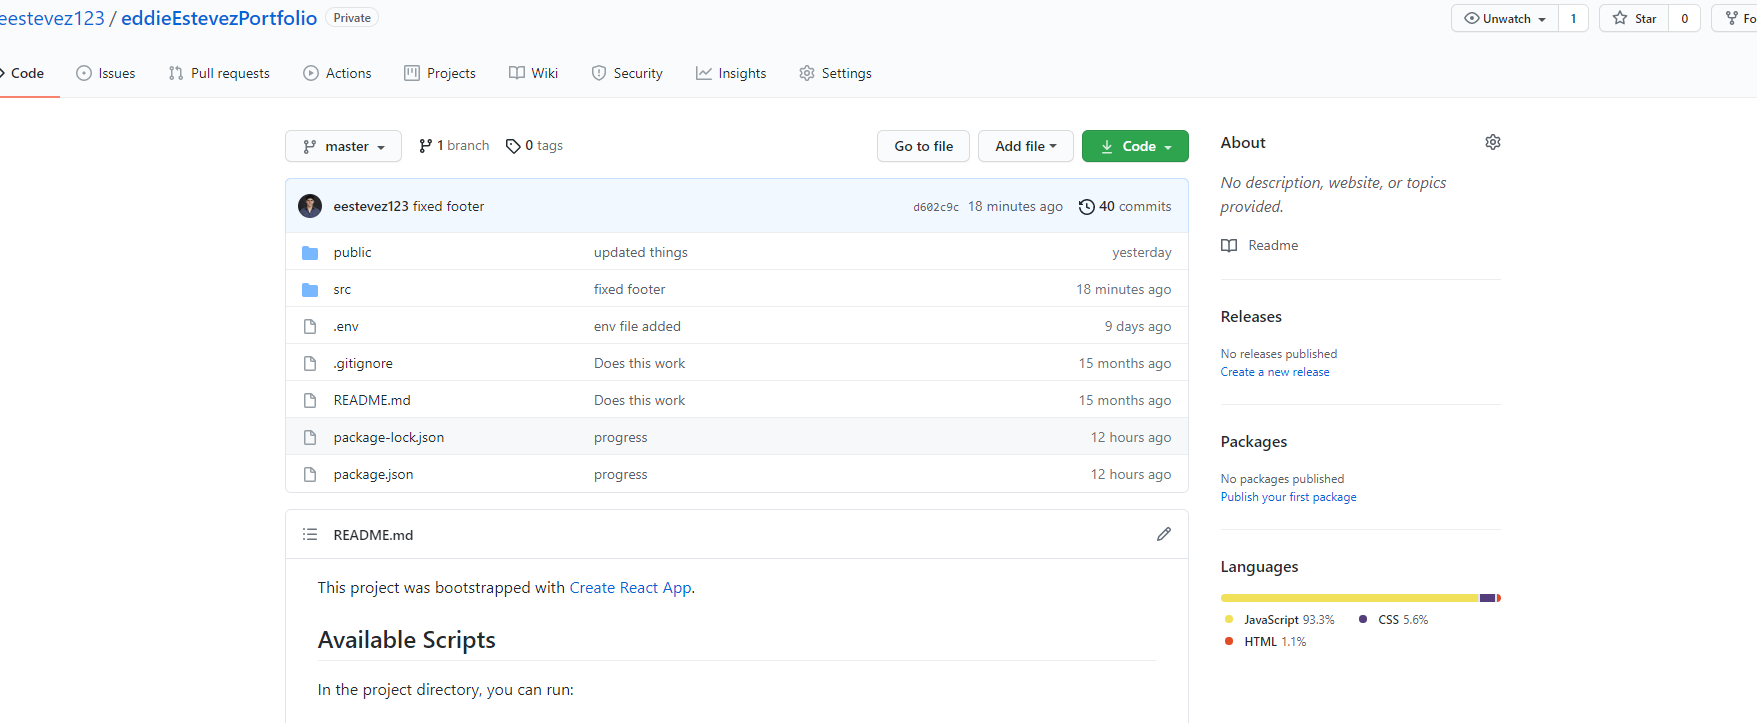 eestevez123 / eddieEstevezPortfolio Private
Unwatch 1 Star 0 Fo
Code Issues Pull requests Actions Projects Wiki Security Insights Settings
master 1 branch 0 tags Go to file Add file Code
eestevez123 fixed footer d602c9c 18 minutes ago 40 commits
public updated things yesterday
src fixed footer 18 minutes ago
.env env file added 9 days ago
.gitignore Does this work 15 months ago
README.md Does this work 15 months ago
package-lock.json progress 12 hours ago
package.json progress 12 hours ago
README.md
This project was bootstrapped with Create React App.
Available Scripts
In the project directory, you can run:
About
No description, website, or topics
provided.
Readme
Releases
No releases published
Create a new release
Packages
No packages published
Publish your first package
Languages
JavaScript 93.3% CSS 5.6%
HTML 1.1%